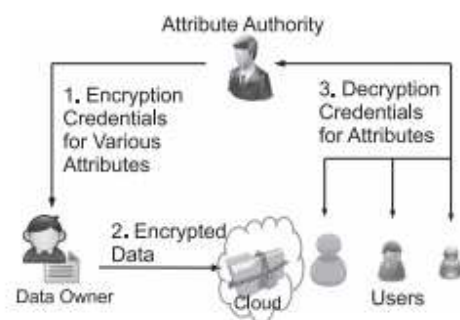 Attribute Authority
1. Encryption
Credentials
for Various
Attributes
3. Decryption
Credentials
for Attributes
2. Encrypted
Data
Data Owner
Cloud
Users